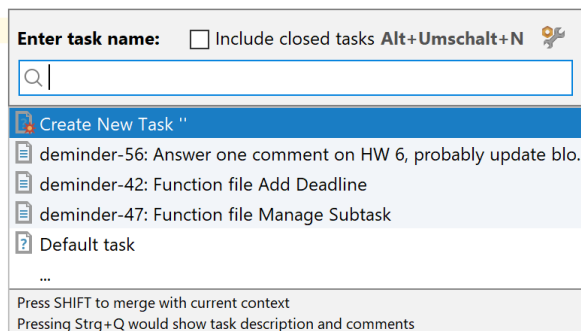 Enter task name: Include closed tasks Alt+Umschalt+N
Create New Task ''
deminder-56: Answer one comment on HW 6, probably update blo...
deminder-42: Function file Add Deadline
deminder-47: Function file Manage Subtask
Default task
...
Press SHIFT to merge with current context
Pressing Strg+Q would show task description and comments